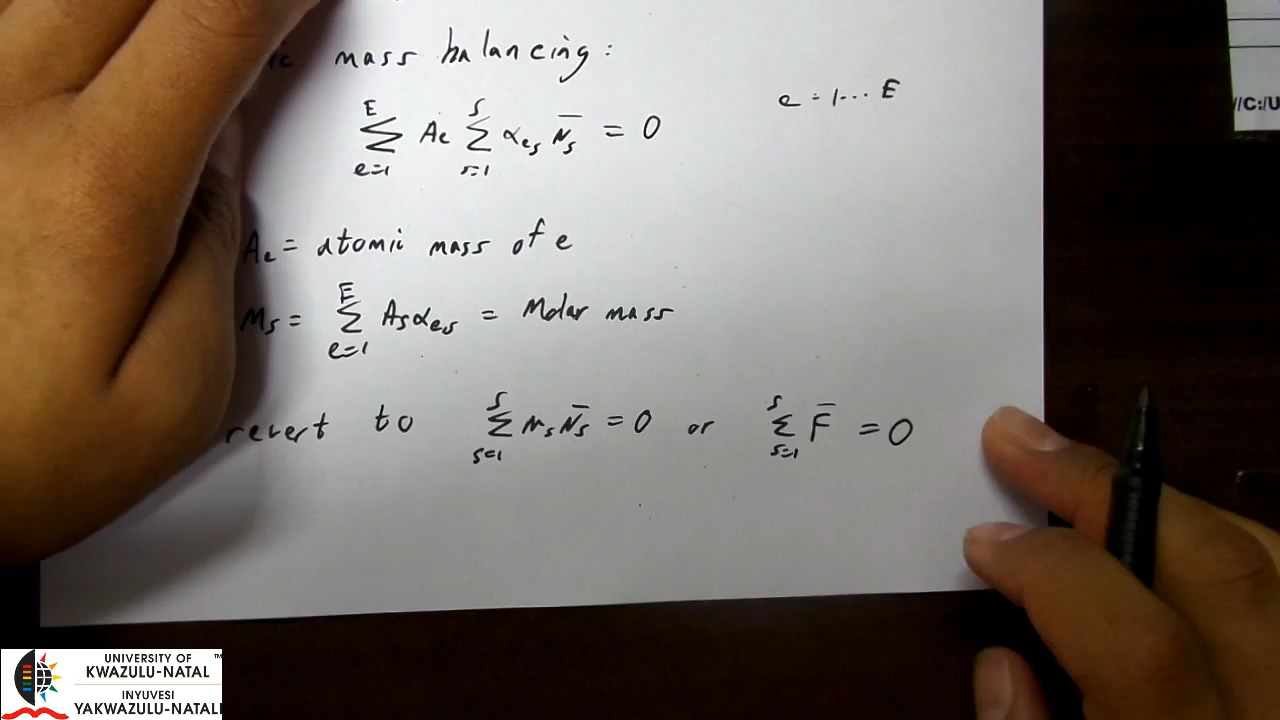 mass balancing:
e = 1... E
E∑e=1 Ae S∑s=1 αes N̄s = 0
Ae = atomic mass of e
Ms = E∑e=1 As αes = Molar mass
revert to S∑s=1 Ms N̄s = 0 or S∑s=1 F̄ = 0
//C:/U
UNIVERSITY OF ™
KWAZULU-NATAL
INYUVESI
YAKWAZULU-NATALI